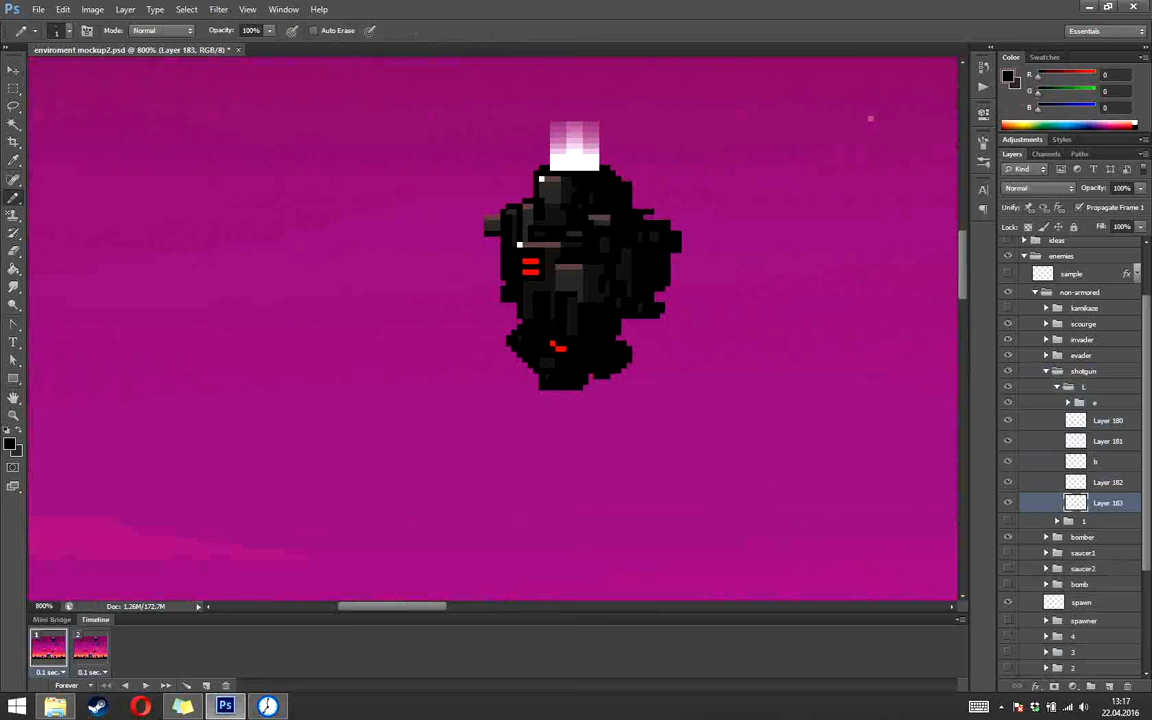 Ps File Edit Image Layer Type Select Filter View Window Help
1 Mode: Normal Opacity: 100% Auto Erase Essentials
enviroment mockup2.psd @ 800% (Layer 183, RGB/8) * ×
Color Swatches
R 0
G 0
B 0
Adjustments Styles
Layers Channels Paths
Kind
Normal Opacity: 100%
Unify: Propagate Frame 1
Lock: Fill: 100%
ideas
enemies
sample fx
non-armored
kamikaze
scourge
invader
evader
shotgun
L
e
Layer 180
Layer 181
b
Layer 182
Layer 183
1
bomber
saucer1
saucer2
bomb
spawn
spawner
4
3
2
800% Doc: 1.26M/172.7M
Mini Bridge Timeline
1 2
0.1 sec. 0.1 sec.
Forever
Ps
13:17
22.04.2016